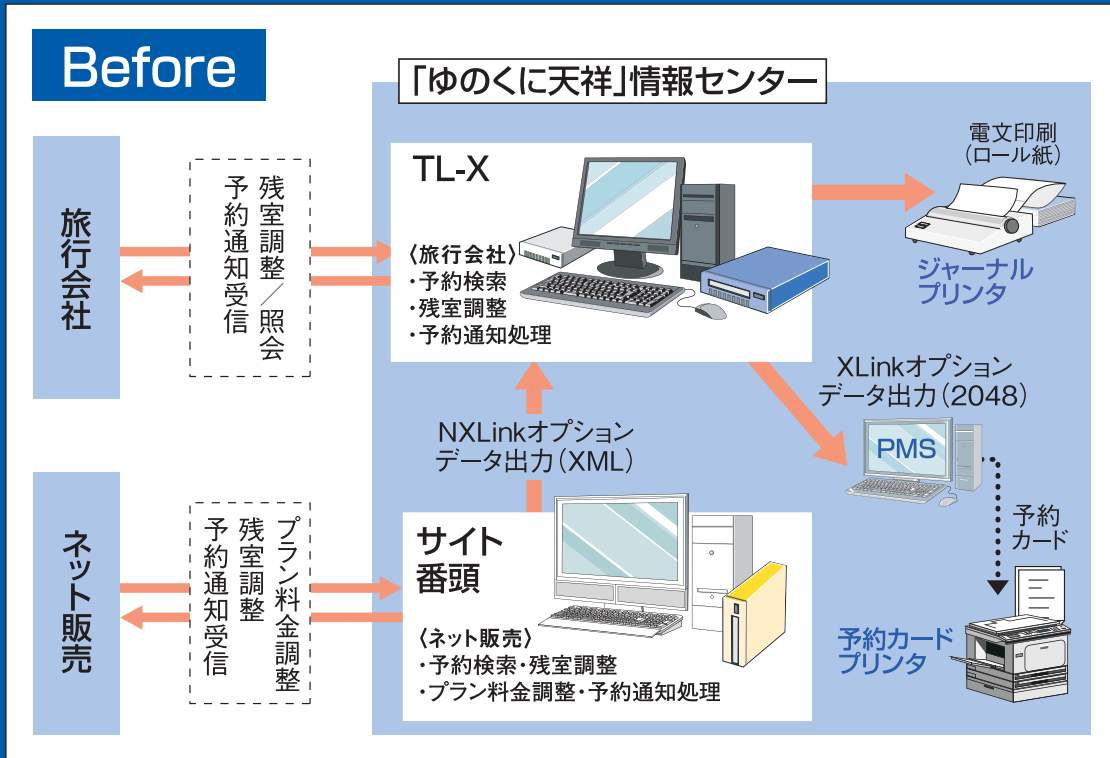 Before
「ゆのくに天祥」情報センター
旅行会社
残室調整／照会
予約通知受信
TL-X
〈旅行会社〉
・予約検索
・残室調整
・予約通知処理
電文印刷
(ロール紙)
ジャーナル
プリンタ
NXLinkオプション
データ出力(XML)
XLinkオプション
データ出力(2048)
PMS
予約
カード
予約カード
プリンタ
ネット販売
プラン料金調整
残室調整
予約通知受信
サイト
番頭
〈ネット販売〉
・予約検索・残室調整
・プラン料金調整・予約通知処理